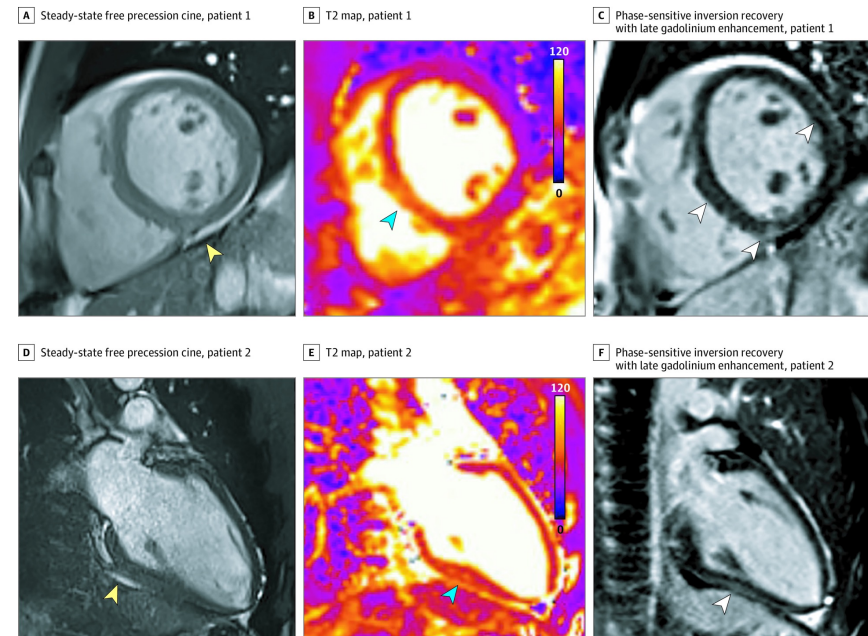 A Steady-state free precession cine, patient 1
B T2 map, patient 1
C Phase-sensitive inversion recovery
with late gadolinium enhancement, patient 1
120
0
D Steady-state free precession cine, patient 2
E T2 map, patient 2
F Phase-sensitive inversion recovery
with late gadolinium enhancement, patient 2
120
0